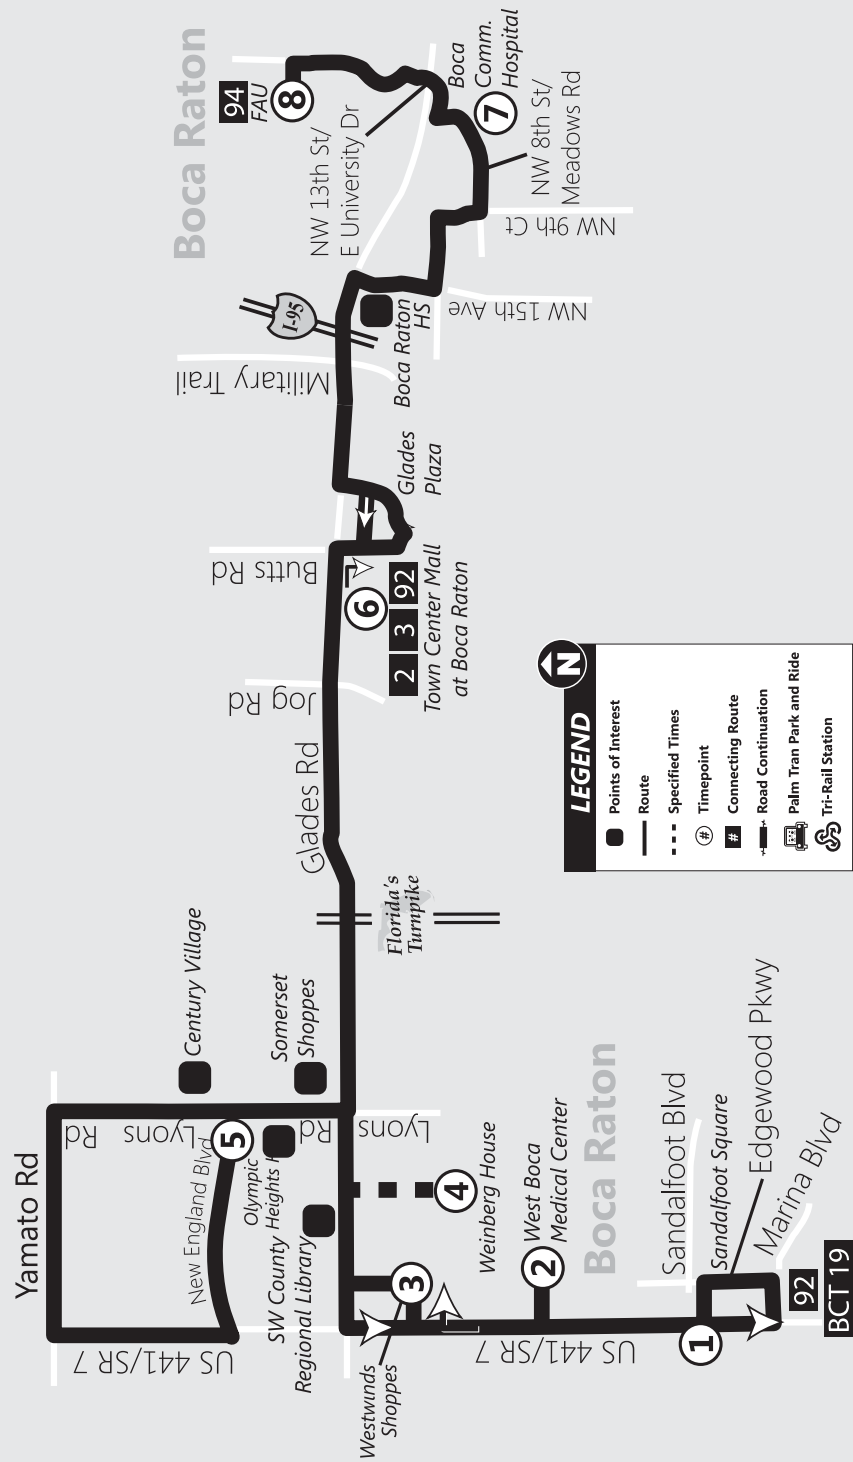 Boca Raton
94
FAU
8
NW 13th St/
E University Dr
Boca
Comm.
Hospital
7
NW 8th St/
Meadows Rd
NW 9th Ct
NW 15th Ave
I-95
Boca Raton
HS
Military Trail
Glades
Plaza
Butts Rd
6
2 3 92
Town Center Mall
at Boca Raton
Jog Rd
Glades Rd
Florida's
Turnpike
Century Village
Somerset
Shoppes
Yamato Rd
Lyons Rd
Lyons Rd
New England Blvd
5
Olympic
Heights H
SW County
Regional Library
US 441/SR 7
4
Weinberg House
3
Westwinds
Shoppes
2
West Boca
Medical Center
US 441/SR 7
Boca Raton
Sandalfoot Blvd
Sandalfoot Square
Edgewood Pkwy
Marina Blvd
1
92
BCT 19
N
LEGEND
Points of Interest
Route
Specified Times
# Timepoint
# Connecting Route
Road Continuation
Palm Tran Park and Ride
Tri-Rail Station